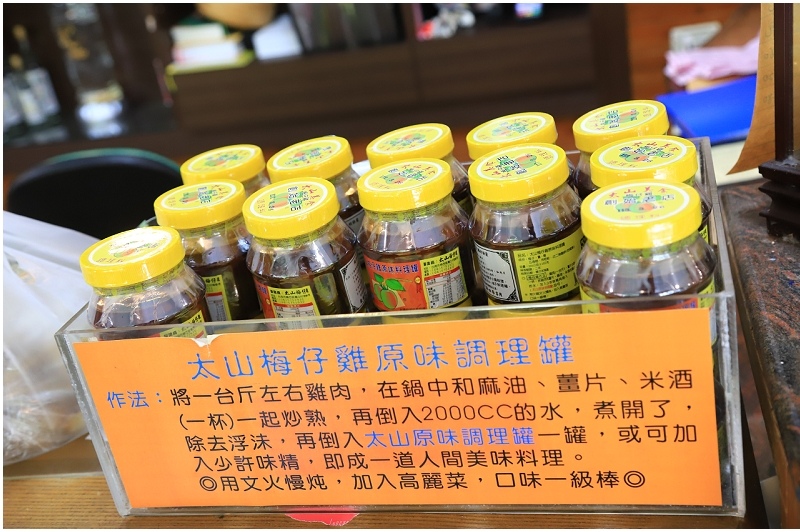 太山梅仔雞原味調理罐
作法：將一台斤左右雞肉，在鍋中和麻油、薑片、米酒
(一杯)一起炒熟，再倒入2000CC的水，煮開了，
除去浮沫，再倒入太山原味調理罐一罐，或可加
入少許味精，即成一道人間美味料理。
◎用文火慢炖，加入高麗菜，口味一級棒◎